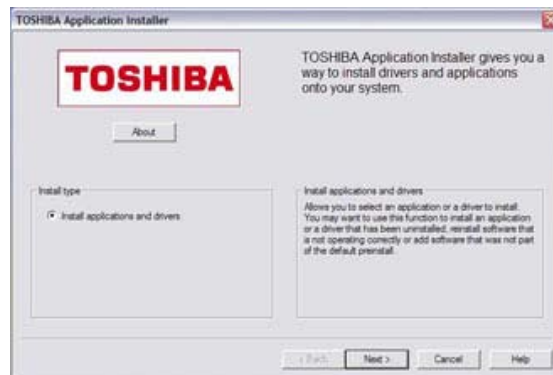 TOSHIBA Application Installer
TOSHIBA
TOSHIBA Application Installer gives you a
way to install drivers and applications
onto your system.
About
Install type
Install applications and drivers
Install applications and drivers
Allows you to select an application or a driver to install.
You may want to use this function to install an application
or a driver that has been uninstalled, reinstall software that
is not operating correctly or add software that was not part
of the default preinstall.
< Back
Next >
Cancel
Help